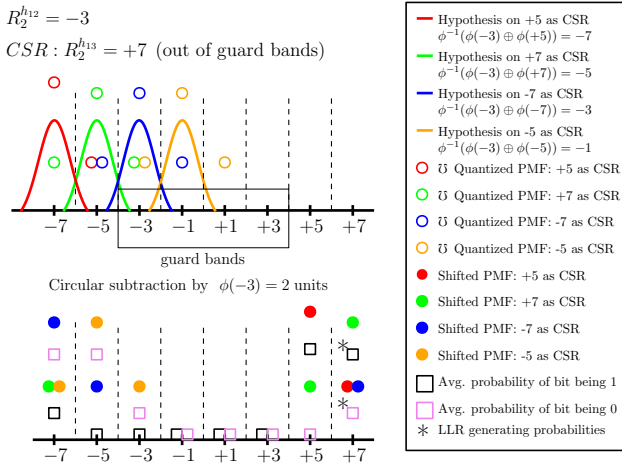 R_2^{h_{12}} = −3
CSR : R_2^{h_{13}} = +7 (out of guard bands)
−7 −5 −3 −1 +1 +3 +5 +7
guard bands
Circular subtraction by ϕ(−3) = 2 units
* *
−7 −5 −3 −1 +1 +3 +5 +7
Hypothesis on +5 as CSR
ϕ^{−1}(ϕ(−3) ⊕ ϕ(+5)) = −7
Hypothesis on +7 as CSR
ϕ^{−1}(ϕ(−3) ⊕ ϕ(+7)) = −5
Hypothesis on -7 as CSR
ϕ^{−1}(ϕ(−3) ⊕ ϕ(−7)) = −3
Hypothesis on -5 as CSR
ϕ^{−1}(ϕ(−3) ⊕ ϕ(−5)) = −1
℧ Quantized PMF: +5 as CSR
℧ Quantized PMF: +7 as CSR
℧ Quantized PMF: -7 as CSR
℧ Quantized PMF: -5 as CSR
Shifted PMF: +5 as CSR
Shifted PMF: +7 as CSR
Shifted PMF: -7 as CSR
Shifted PMF: -5 as CSR
Avg. probability of bit being 1
Avg. probability of bit being 0
* LLR generating probabilities